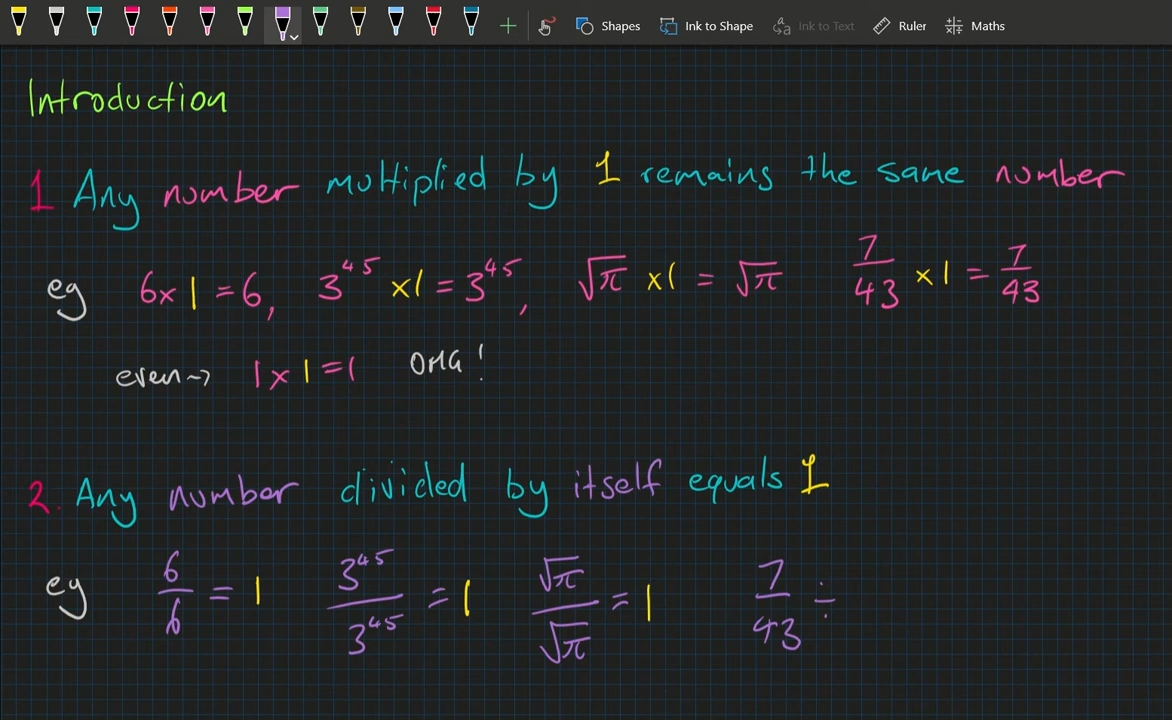 Shapes Ink to Shape Ink to Text Ruler Maths
Introduction
1 Any number multiplied by 1 remains the same number
eg 6 x 1 = 6, 3^45 x 1 = 3^45, √π x 1 = √π 7/43 x 1 = 7/43
even → 1 x 1 = 1 OMG!
2. Any number divided by itself equals 1
eg 6/6 = 1 3^45/3^45 = 1 √π/√π = 1 7/43 ÷